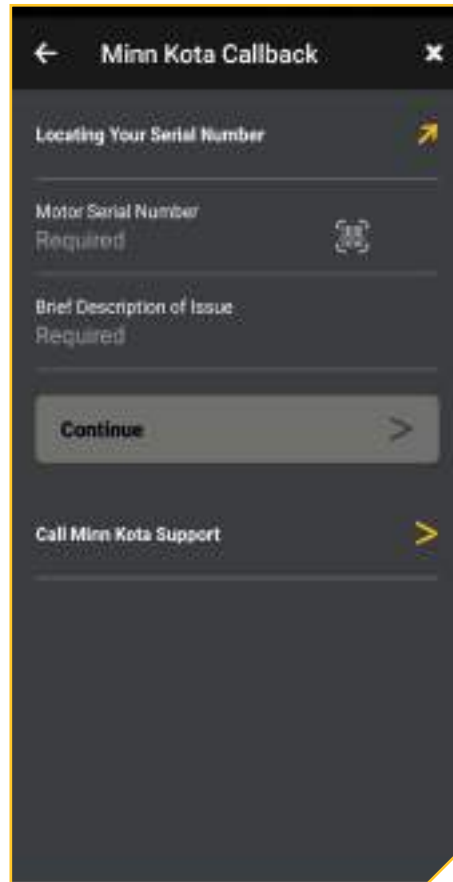 Minn Kota Callback
Locating Your Serial Number
Motor Serial Number
Required
Brief Description of Issue
Required
Continue
Call Minn Kota Support